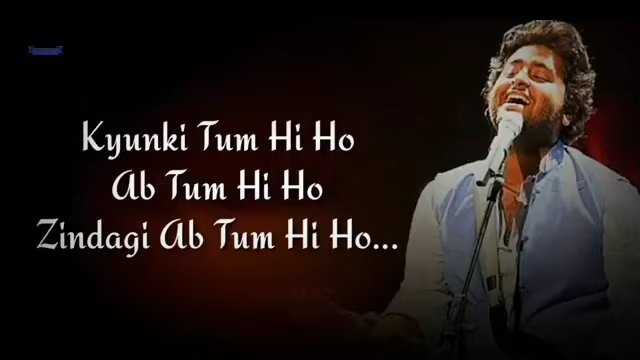 Kyunki Tum Hi Ho
Ab Tum Hi Ho
Zindagi Ab Tum Hi Ho...